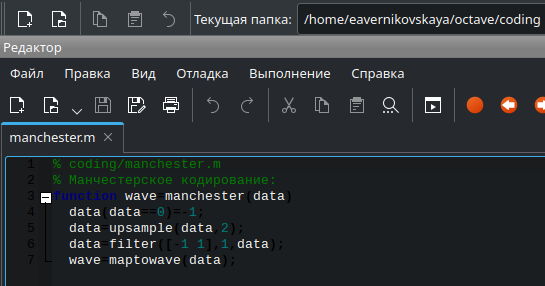 Текущая папка: /home/eavernikovskaya/octave/coding
Редактор
Файл Правка Вид Отладка Выполнение Справка
manchester.m
1 % coding/manchester.m
2 % Манчестерское кодирование:
3 function wave=manchester(data)
4 data(data==0)=-1;
5 data=upsample(data,2);
6 data=filter([-1 1],1,data);
7 wave=maptowave(data);